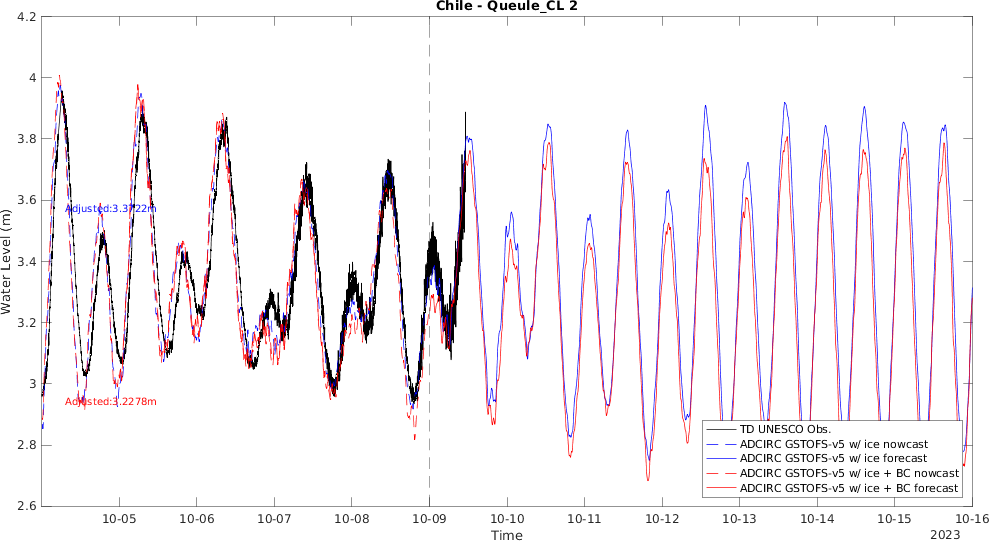 Chile - Queule_CL 2
4.2
4
3.8
3.6
3.4
3.2
3
2.8
2.6
Water Level (m)
Adjusted:3.3722m
Adjusted:3.2278m
TD UNESCO Obs.
ADCIRC GSTOFS-v5 w/ ice nowcast
ADCIRC GSTOFS-v5 w/ ice forecast
ADCIRC GSTOFS-v5 w/ ice + BC nowcast
ADCIRC GSTOFS-v5 w/ ice + BC forecast
10-05 10-06 10-07 10-08 10-09 10-10 10-11 10-12 10-13 10-14 10-15 10-16
Time
2023